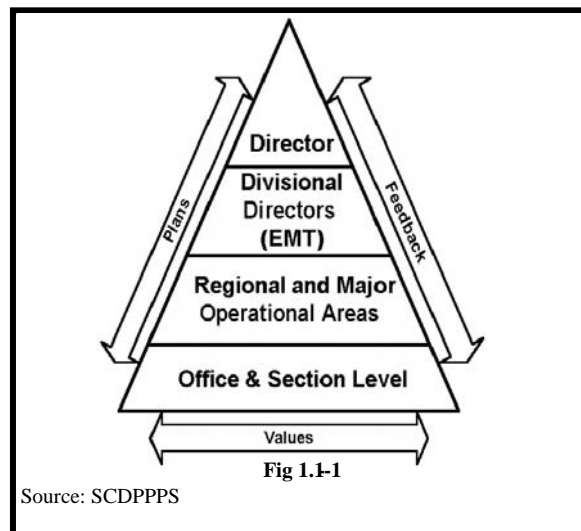 Director
Divisional
Directors
(EMT)
Regional and Major
Operational Areas
Office & Section Level
Plans
Feedback
Values
Fig 1.1-1
Source: SCDPPPS